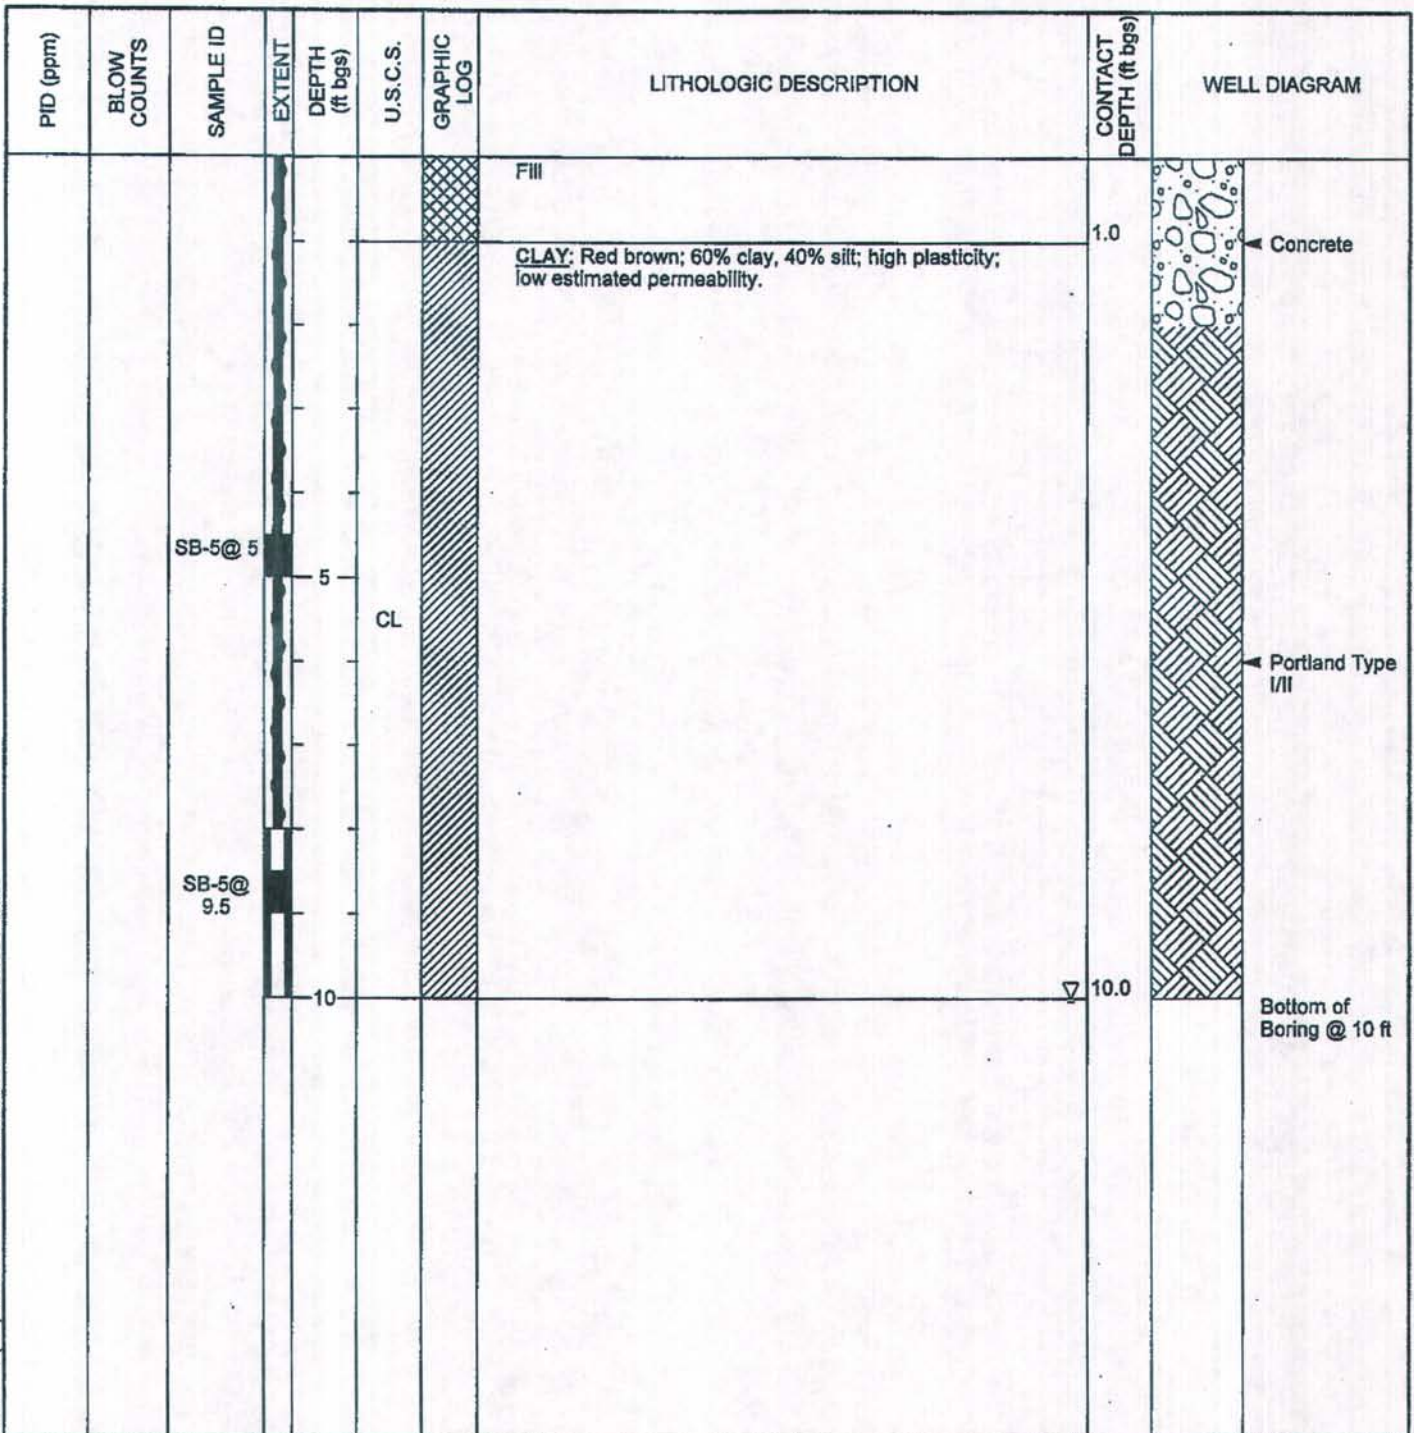 PID (ppm)
BLOW
COUNTS
SAMPLE ID
EXTENT
DEPTH
(ft bgs)
U.S.C.S.
GRAPHIC
LOG
LITHOLOGIC DESCRIPTION
CONTACT
DEPTH (ft bgs)
WELL DIAGRAM
Fill
1.0
Concrete
CLAY: Red brown; 60% clay, 40% silt; high plasticity;
low estimated permeability.
SB-5@ 5
5
CL
Portland Type
I/II
SB-5@
9.5
10
10.0
Bottom of
Boring @ 10 ft